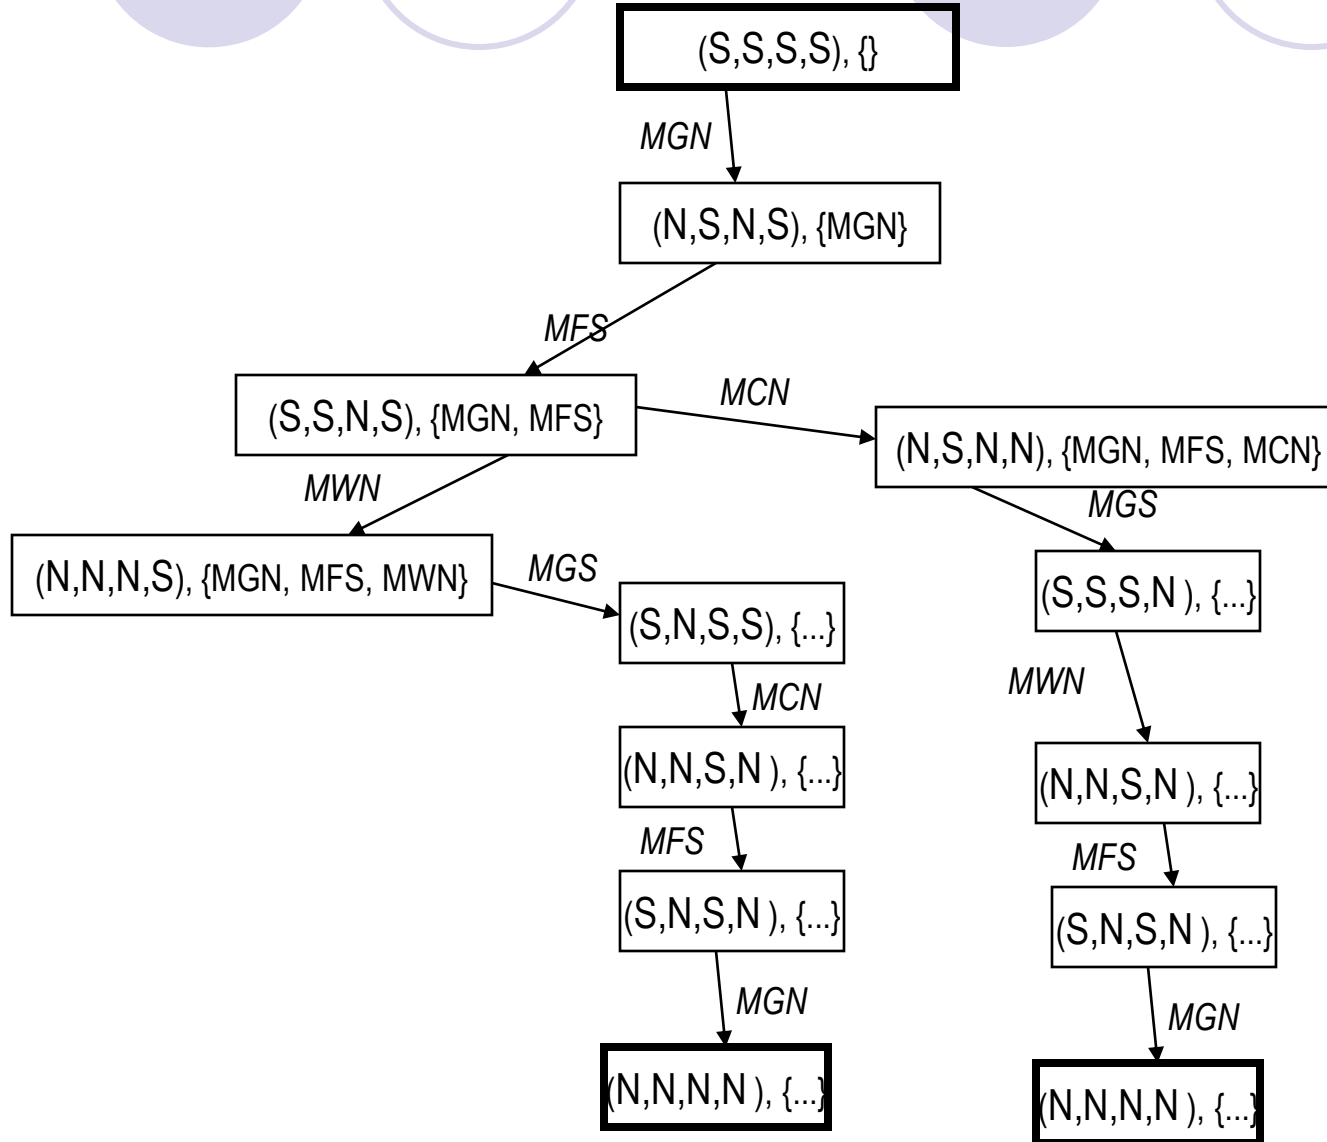 (S,S,S,S), {}
MGN
(N,S,N,S), {MGN}
MFS
(S,S,N,S), {MGN, MFS}
MCN
(N,S,N,N), {MGN, MFS, MCN}
MWN
MGS
(N,N,N,S), {MGN, MFS, MWN}
MGS
(S,S,S,N ), {...}
(S,N,S,S), {...}
MWN
MCN
(N,N,S,N ), {...}
(N,N,S,N ), {...}
MFS
MFS
(S,N,S,N ), {...}
(S,N,S,N ), {...}
MGN
MGN
(N,N,N,N ), {...}
(N,N,N,N ), {...}